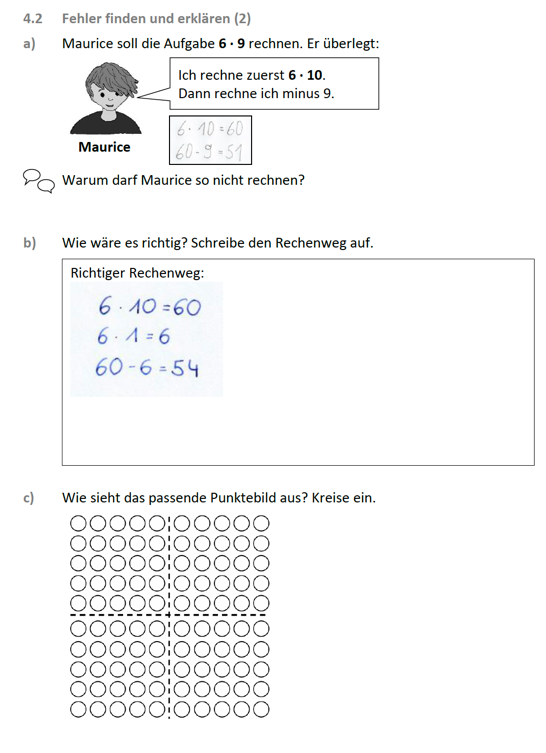 4.2 Fehler finden und erklären (2)
a) Maurice soll die Aufgabe 6 · 9 rechnen. Er überlegt:
Ich rechne zuerst 6 · 10.
Dann rechne ich minus 9.
Maurice
6 · 10 = 60
60 - 9 = 51
Warum darf Maurice so nicht rechnen?
b) Wie wäre es richtig? Schreibe den Rechenweg auf.
Richtiger Rechenweg:
6 · 10 = 60
6 · 1 = 6
60 - 6 = 54
c) Wie sieht das passende Punktebild aus? Kreise ein.